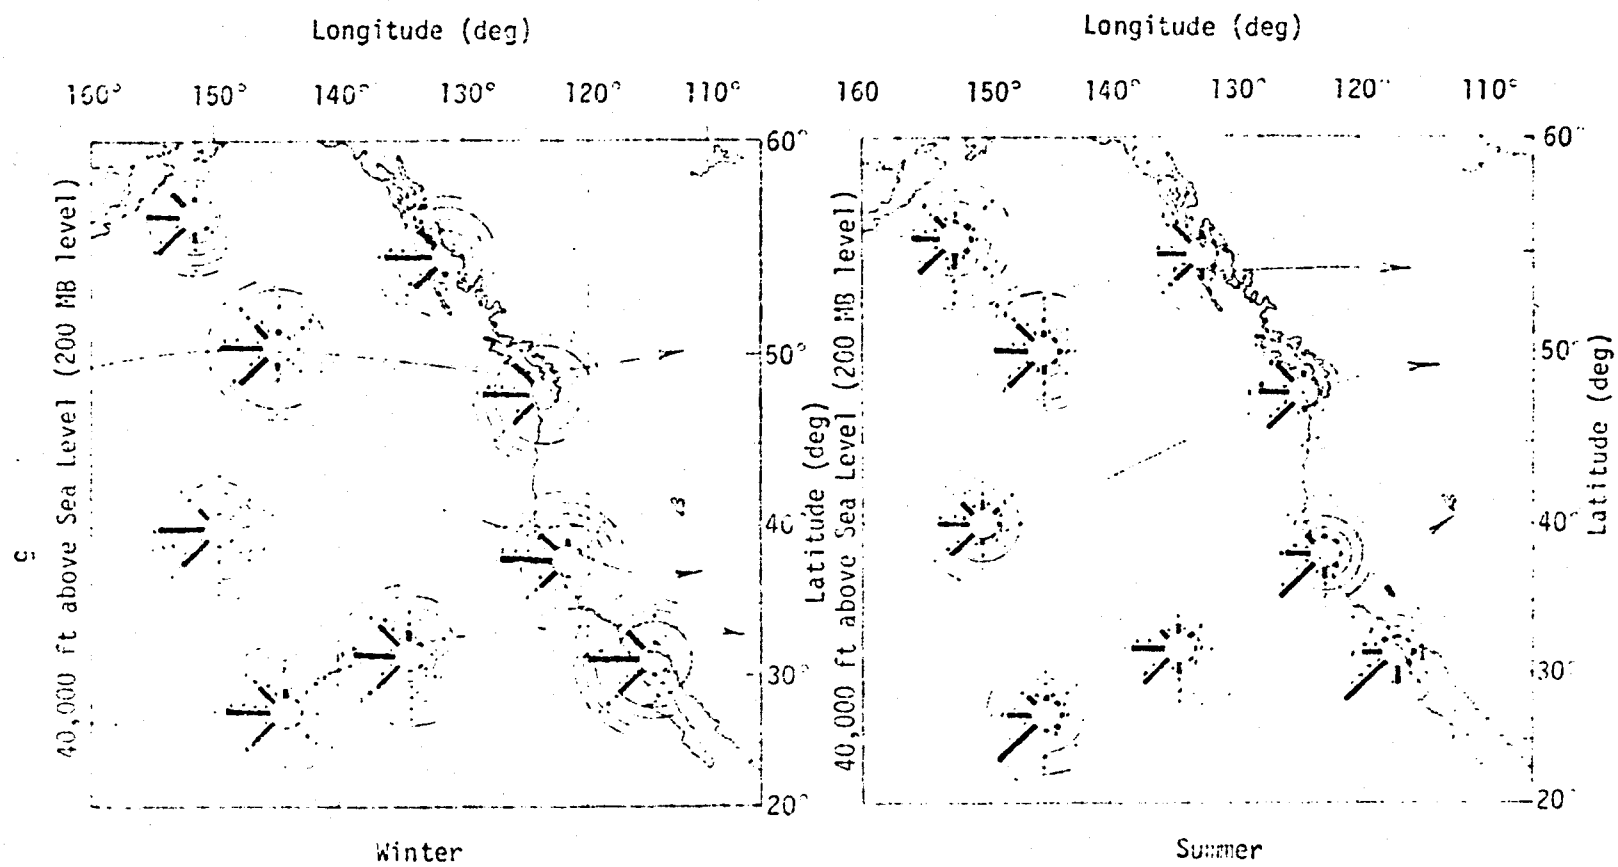 Longitude (deg)
160° 150° 140° 130° 120° 110°
40,000 ft above Sea Level (200 MB level)
60°
50°
40°
30°
20°
Latitude (deg)
Winter
Longitude (deg)
160 150° 140° 130° 120° 110°
40,000 ft above Sea Level (200 MB level)
60°
50°
40°
30°
20°
Latitude (deg)
Summer